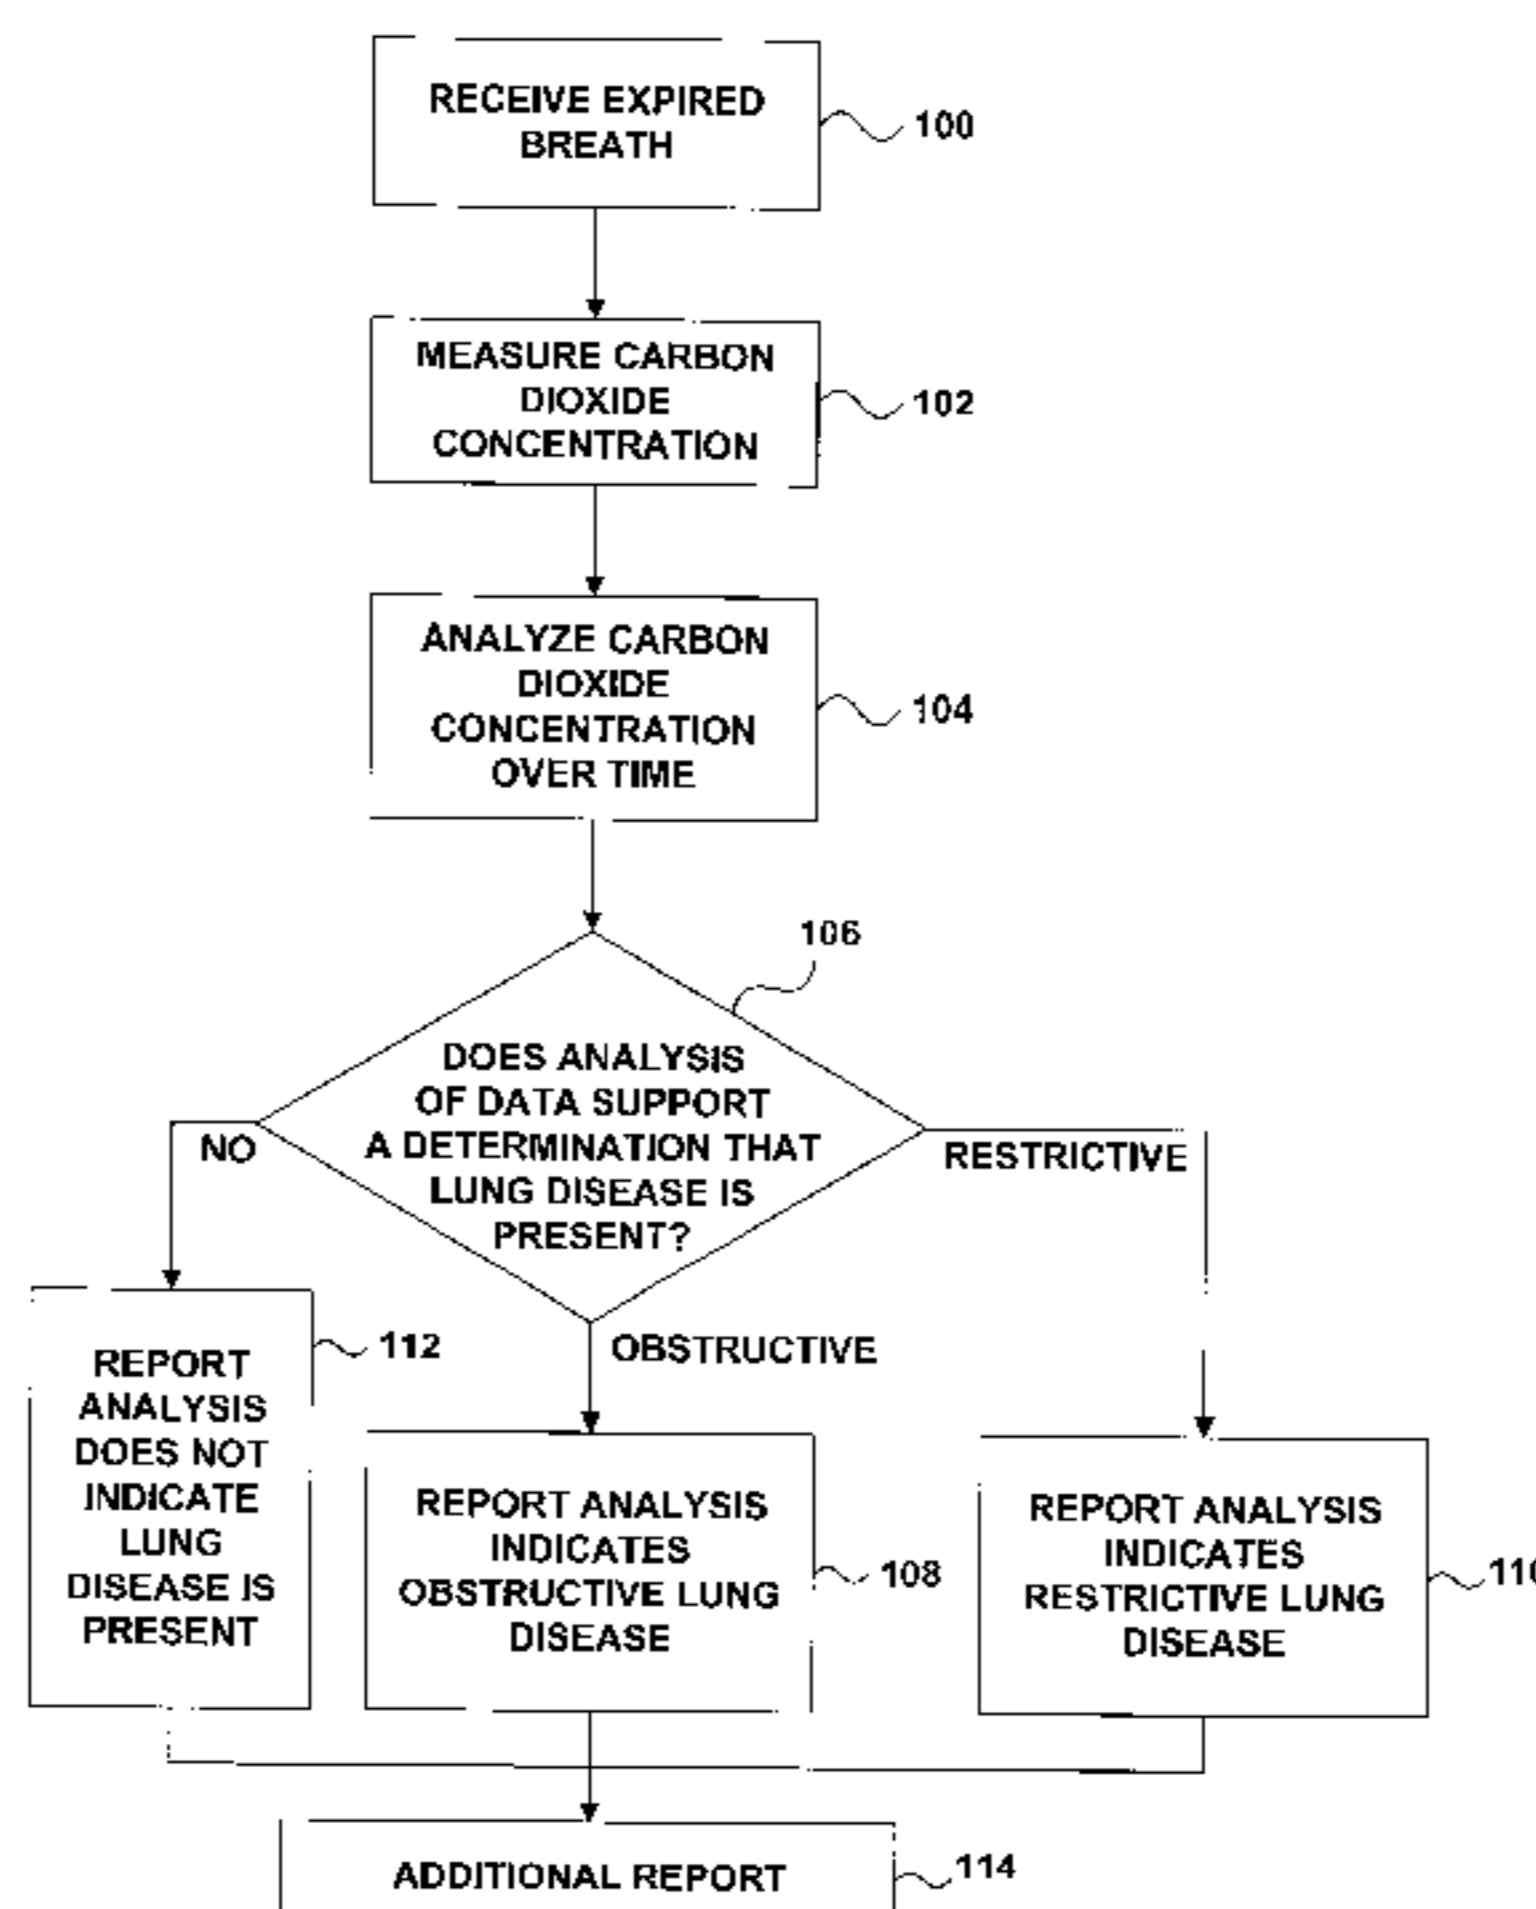 RECEIVE EXPIRED
BREATH
100
MEASURE CARBON
DIOXIDE
CONCENTRATION
102
ANALYZE CARBON
DIOXIDE
CONCENTRATION
OVER TIME
104
106
DOES ANALYSIS
OF DATA SUPPORT
A DETERMINATION THAT
LUNG DISEASE IS
PRESENT?
NO
RESTRICTIVE
OBSTRUCTIVE
REPORT
ANALYSIS
DOES NOT
INDICATE
LUNG
DISEASE IS
PRESENT
112
REPORT ANALYSIS
INDICATES
OBSTRUCTIVE LUNG
DISEASE
108
REPORT ANALYSIS
INDICATES
RESTRICTIVE LUNG
DISEASE
110
ADDITIONAL REPORT
114